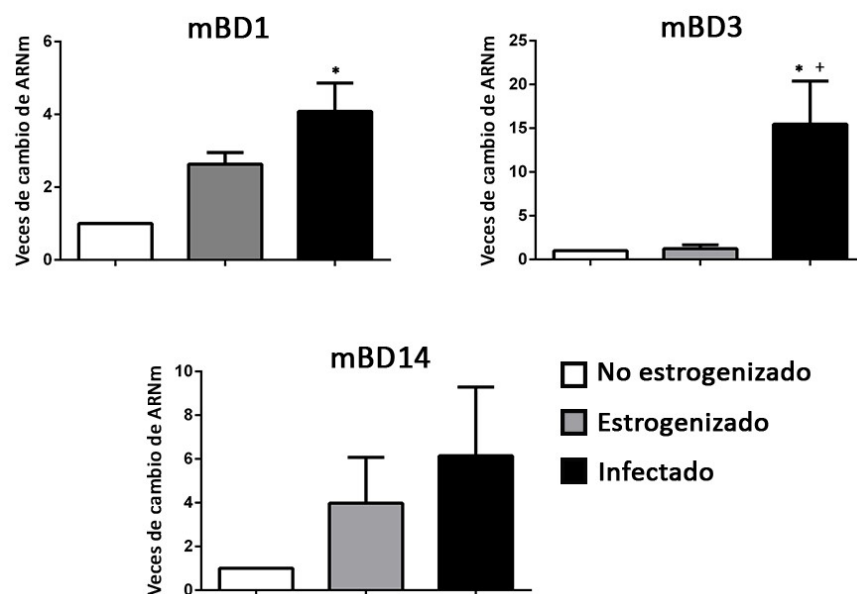 mBD1
Veces de cambio de ARNm
6
4
2
0
*
mBD3
Veces de cambio de ARNm
25
20
15
10
5
0
* +
mBD14
Veces de cambio de ARNm
10
8
6
4
2
0
No estrogenizado
Estrogenizado
Infectado